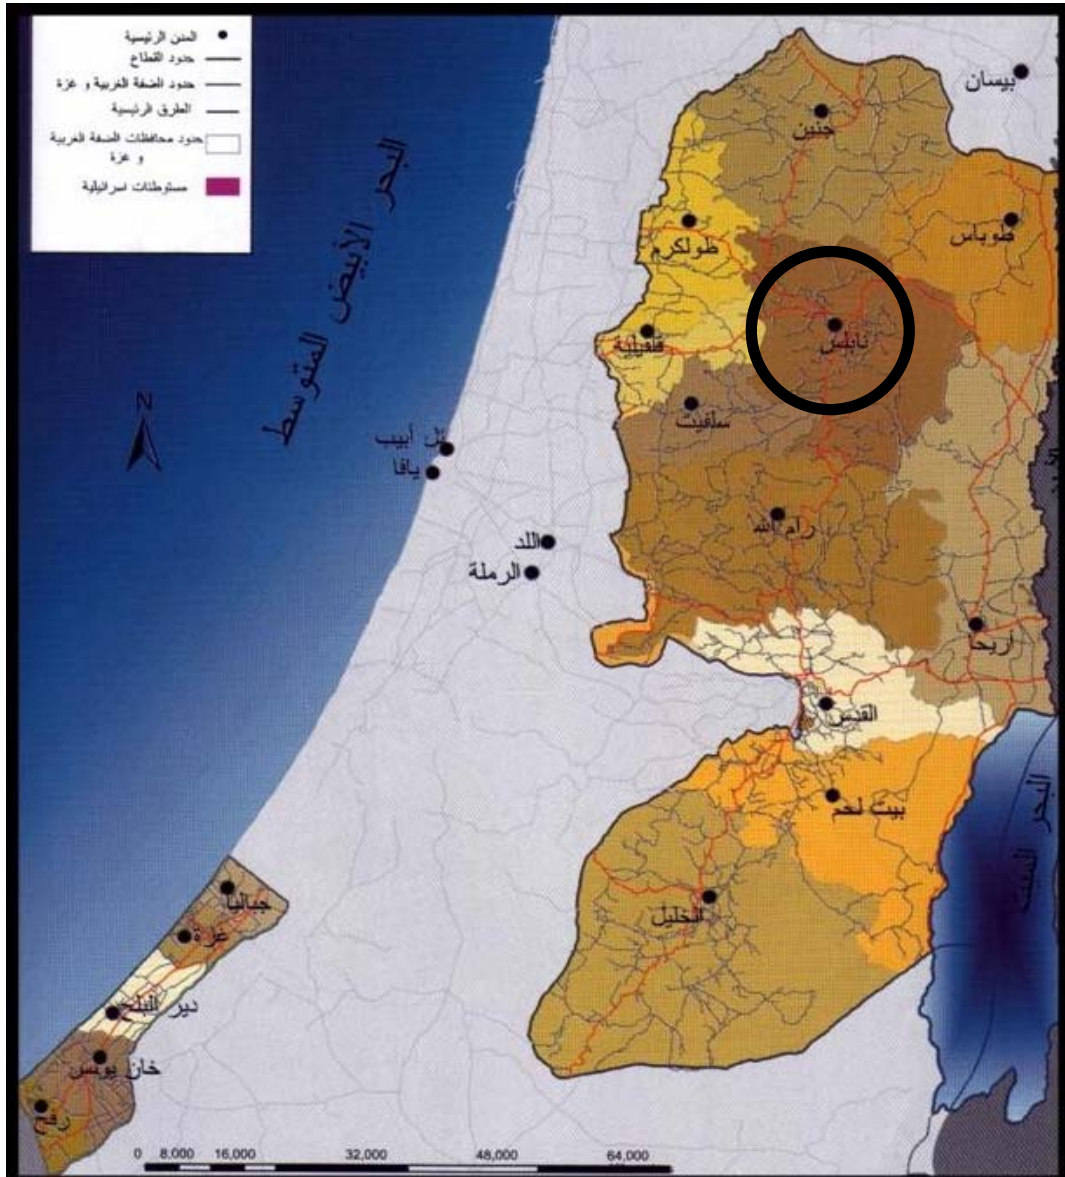 المدن الرئيسية
حدود القطاع
حدود الضفة الغربية و غزة
الطرق الرئيسية
حدود محافظات الضفة الغربية
و غزة
مستوطنات اسرائيلية
البحر الأبيض المتوسط
بيسان
جنين
طوباس
طولكرم
نابلس
قلقيلية
سلفيت
تل أبيب
يافا
رام الله
اللد
الرملة
أريحا
القدس
بيت لحم
البحر الميت
الخليل
جباليا
غزة
دير البلح
خان يونس
رفح
N
0 8,000 16,000 32,000 48,000 64,000